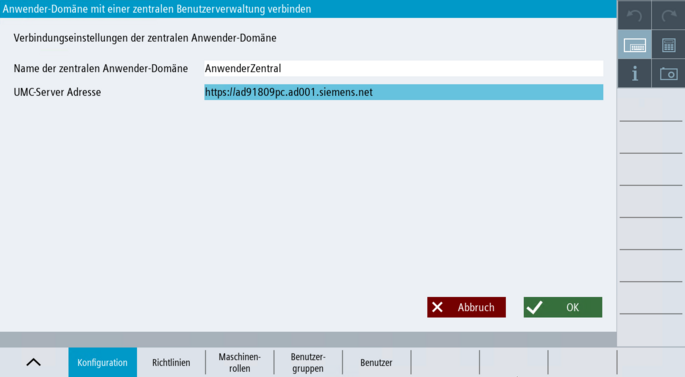 Anwender-Domäne mit einer zentralen Benutzerverwaltung verbinden
Verbindungseinstellungen der zentralen Anwender-Domäne
Name der zentralen Anwender-Domäne AnwenderZentral
UMC-Server Adresse https://ad91809pc.ad001.siemens.net
Abbruch OK
Konfiguration Richtlinien Maschinen-
rollen Benutzer-
gruppen Benutzer